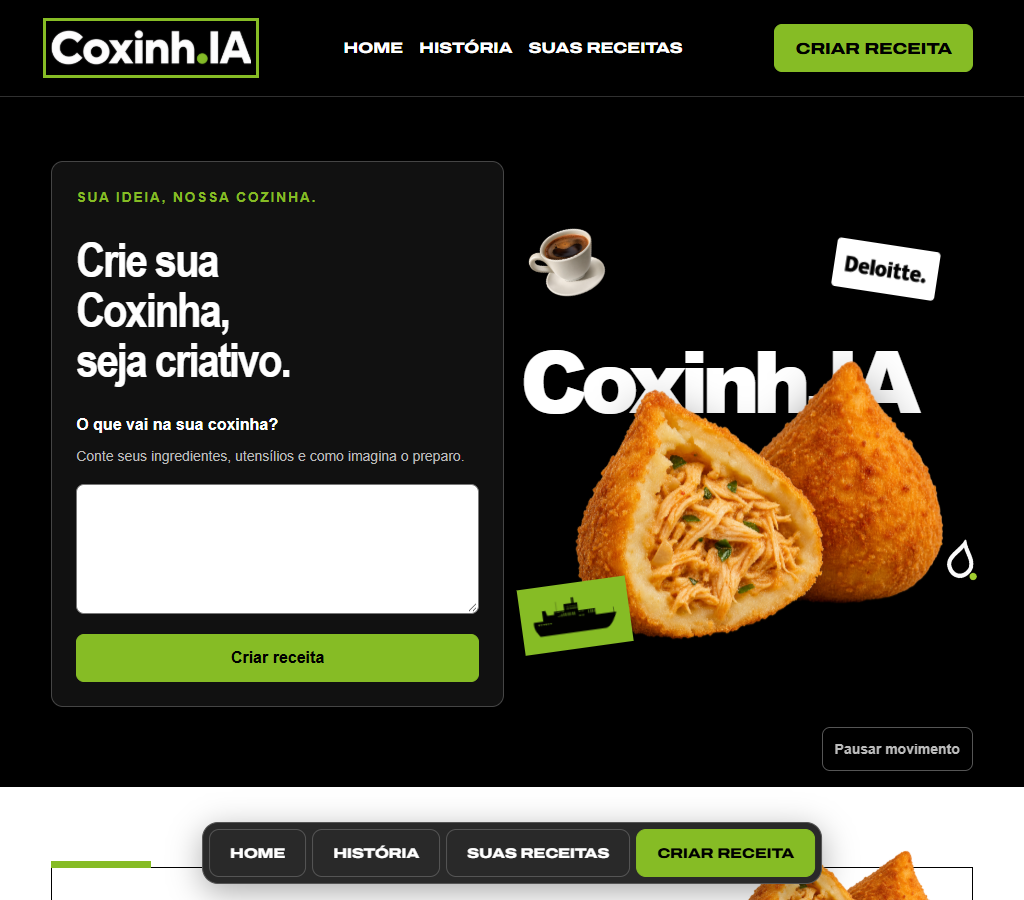 Coxinh.IA
HOME HISTÓRIA SUAS RECEITAS
CRIAR RECEITA
SUA IDEIA, NOSSA COZINHA.
Crie sua
Coxinha,
seja criativo.
O que vai na sua coxinha?
Conte seus ingredientes, utensílios e como imagina o preparo.
Criar receita
Deloitte.
Coxinh.IA
Pausar movimento
HOME HISTÓRIA SUAS RECEITAS CRIAR RECEITA